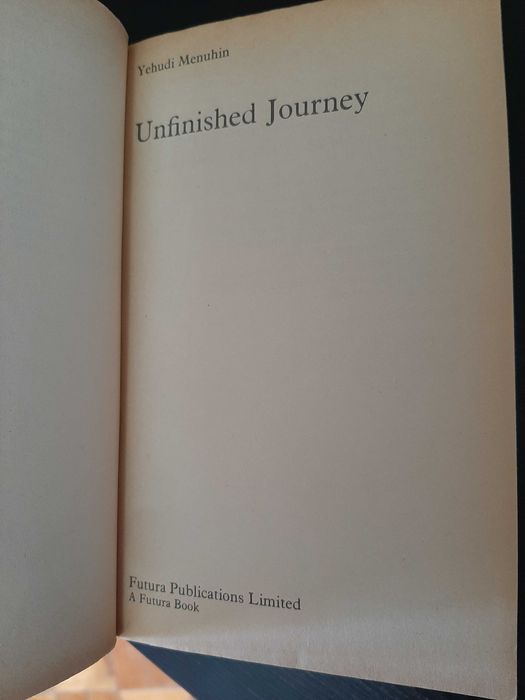 Yehudi Menuhin
Unfinished Journey
Futura Publications Limited
A Futura Book